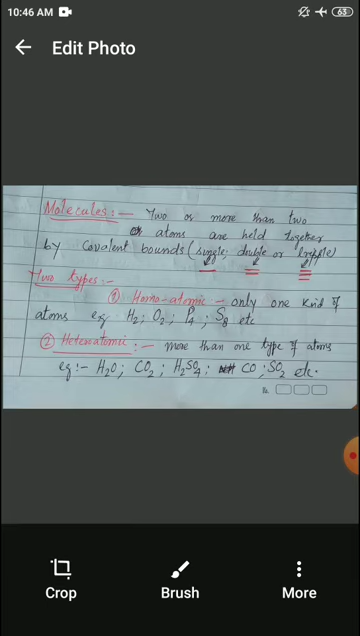 10:46 AM
63
Edit Photo
Molecules:- Two or more than two
atoms are held together
by Covalent bounds (single; double or tripple)
Two types:-
① Homo-atomic - only one kind of
atoms eg H2; O2; P4; S8 etc
② Heteroatomic:- more than one type of atoms
eg:- H2O; CO2; H2SO4; CO; SO2 etc.
Crop
Brush
More